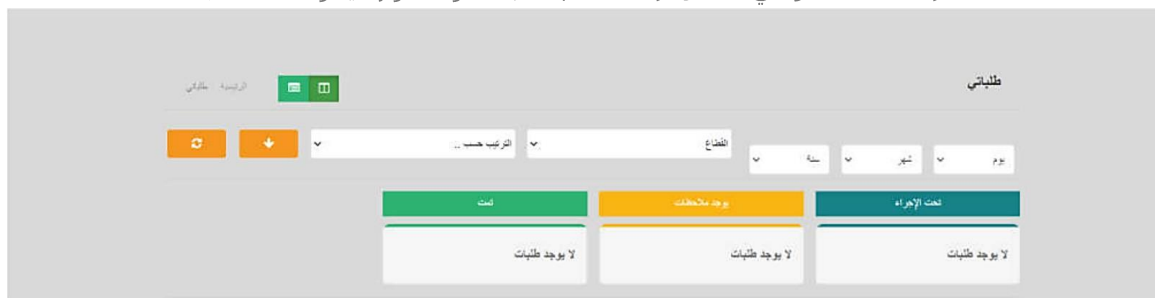 طلباتي
الرئيسية طلباتي
يوم شهر سنة القطاع الترتيب حسب ..
تحت الإجراء يوجد ملاحظات تمت
لا يوجد طلبات لا يوجد طلبات لا يوجد طلبات